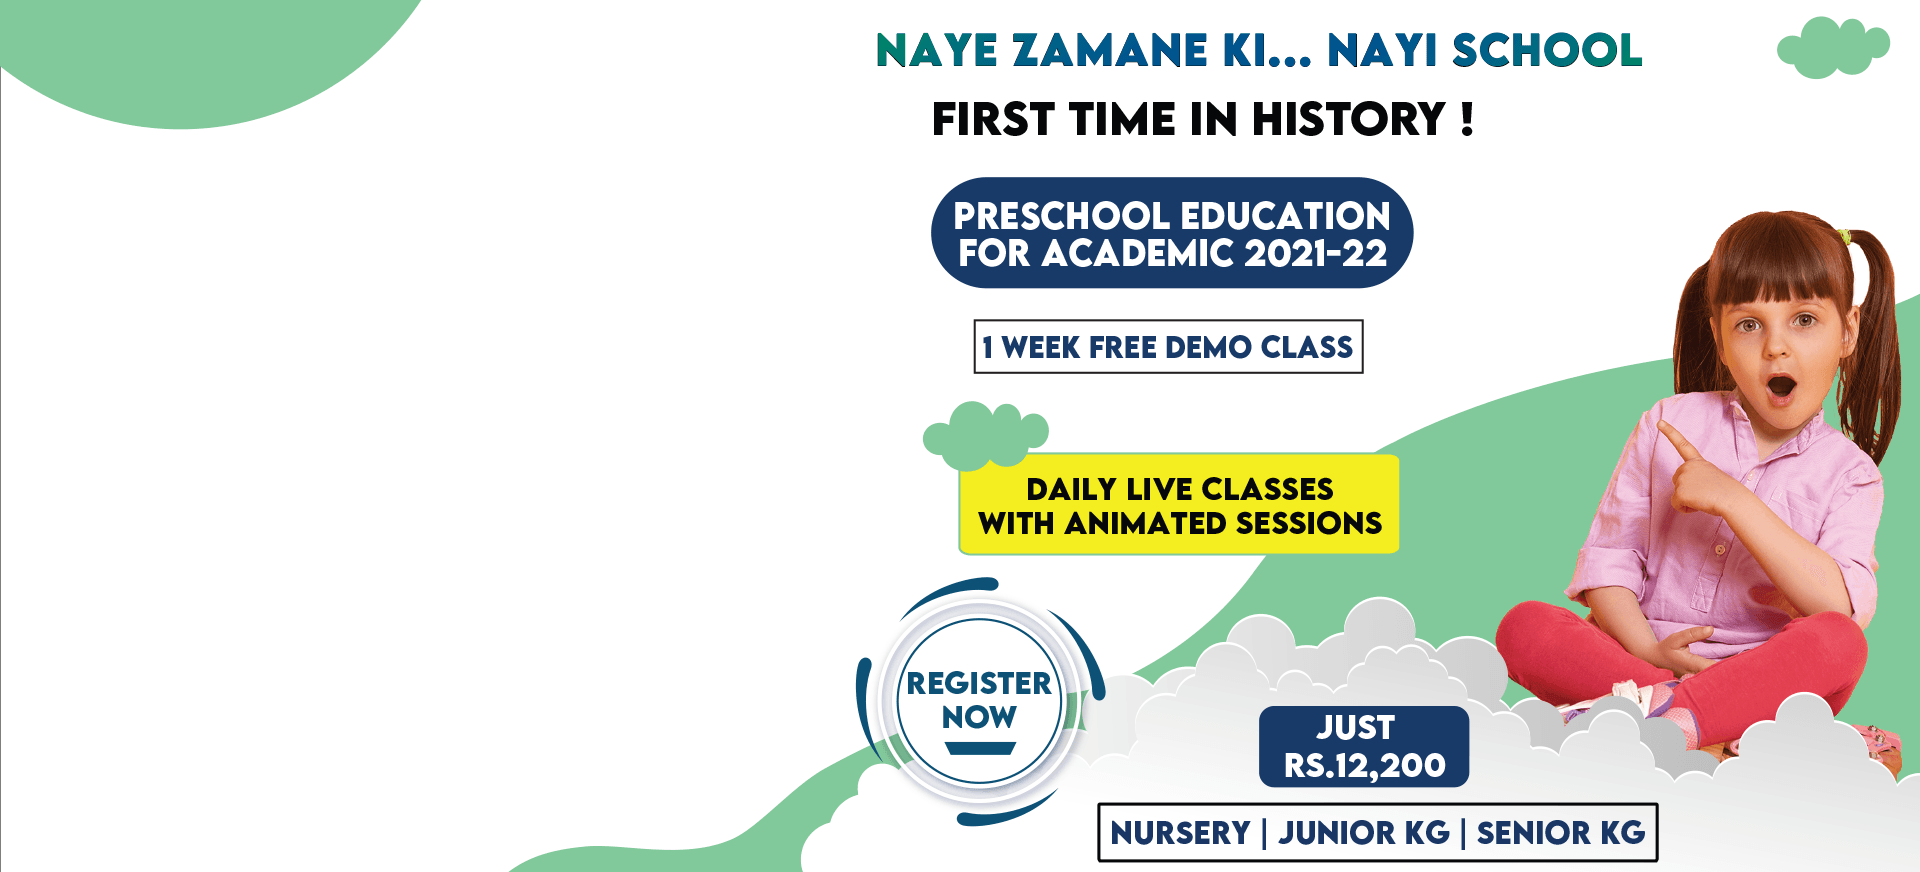 NAYE ZAMANE KI... NAYI SCHOOL
FIRST TIME IN HISTORY !
PRESCHOOL EDUCATION
FOR ACADEMIC 2021-22
1 WEEK FREE DEMO CLASS
DAILY LIVE CLASSES
WITH ANIMATED SESSIONS
REGISTER
NOW
JUST
RS.12,200
NURSERY | JUNIOR KG | SENIOR KG